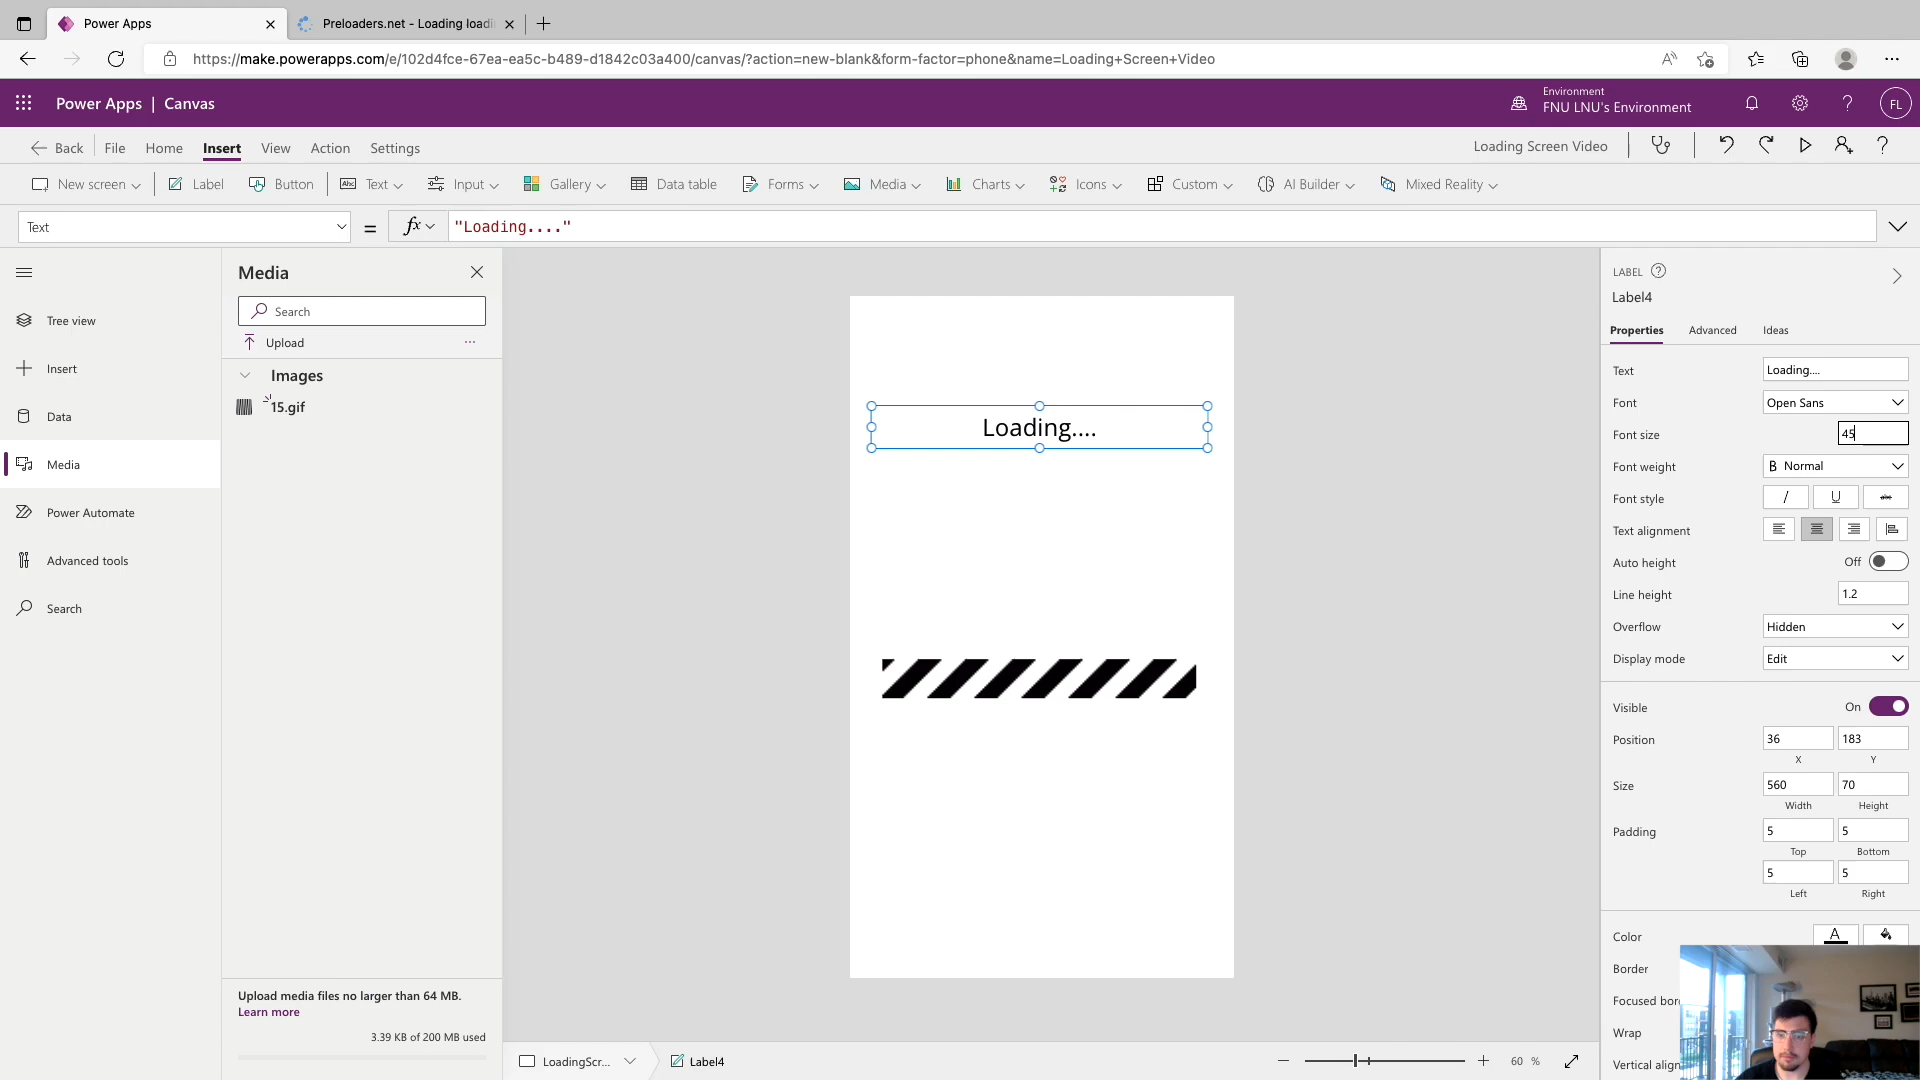 Power Apps
Preloaders.net - Loading loadi
https://make.powerapps.com/e/102d4fce-67ea-ea5c-b489-d1842c03a400/canvas/?action=new-blank&form-factor=phone&name=Loading+Screen+Video
Power Apps | Canvas
Environment
FNU LNU's Environment
FL
Back
File
Home
Insert
View
Action
Settings
Loading Screen Video
New screen
Label
Button
Text
Input
Gallery
Data table
Forms
Media
Charts
Icons
Custom
AI Builder
Mixed Reality
Text
=
fx
"Loading...."
Tree view
Insert
Data
Media
Power Automate
Advanced tools
Search
Media
Search
Upload
Images
15.gif
Upload media files no larger than 64 MB.
Learn more
3.39 KB of 200 MB used
Loading....
LoadingScr...
Label4
60 %
LABEL
Label4
Properties
Advanced
Ideas
Text
Loading....
Font
Open Sans
Font size
45
Font weight
B Normal
Font style
Text alignment
Auto height
Off
Line height
1.2
Overflow
Hidden
Display mode
Edit
Visible
On
Position
36
183
X
Y
Size
560
70
Width
Height
Padding
5
5
Top
Bottom
5
5
Left
Right
Color
Border
Focused bor
Wrap
Vertical align